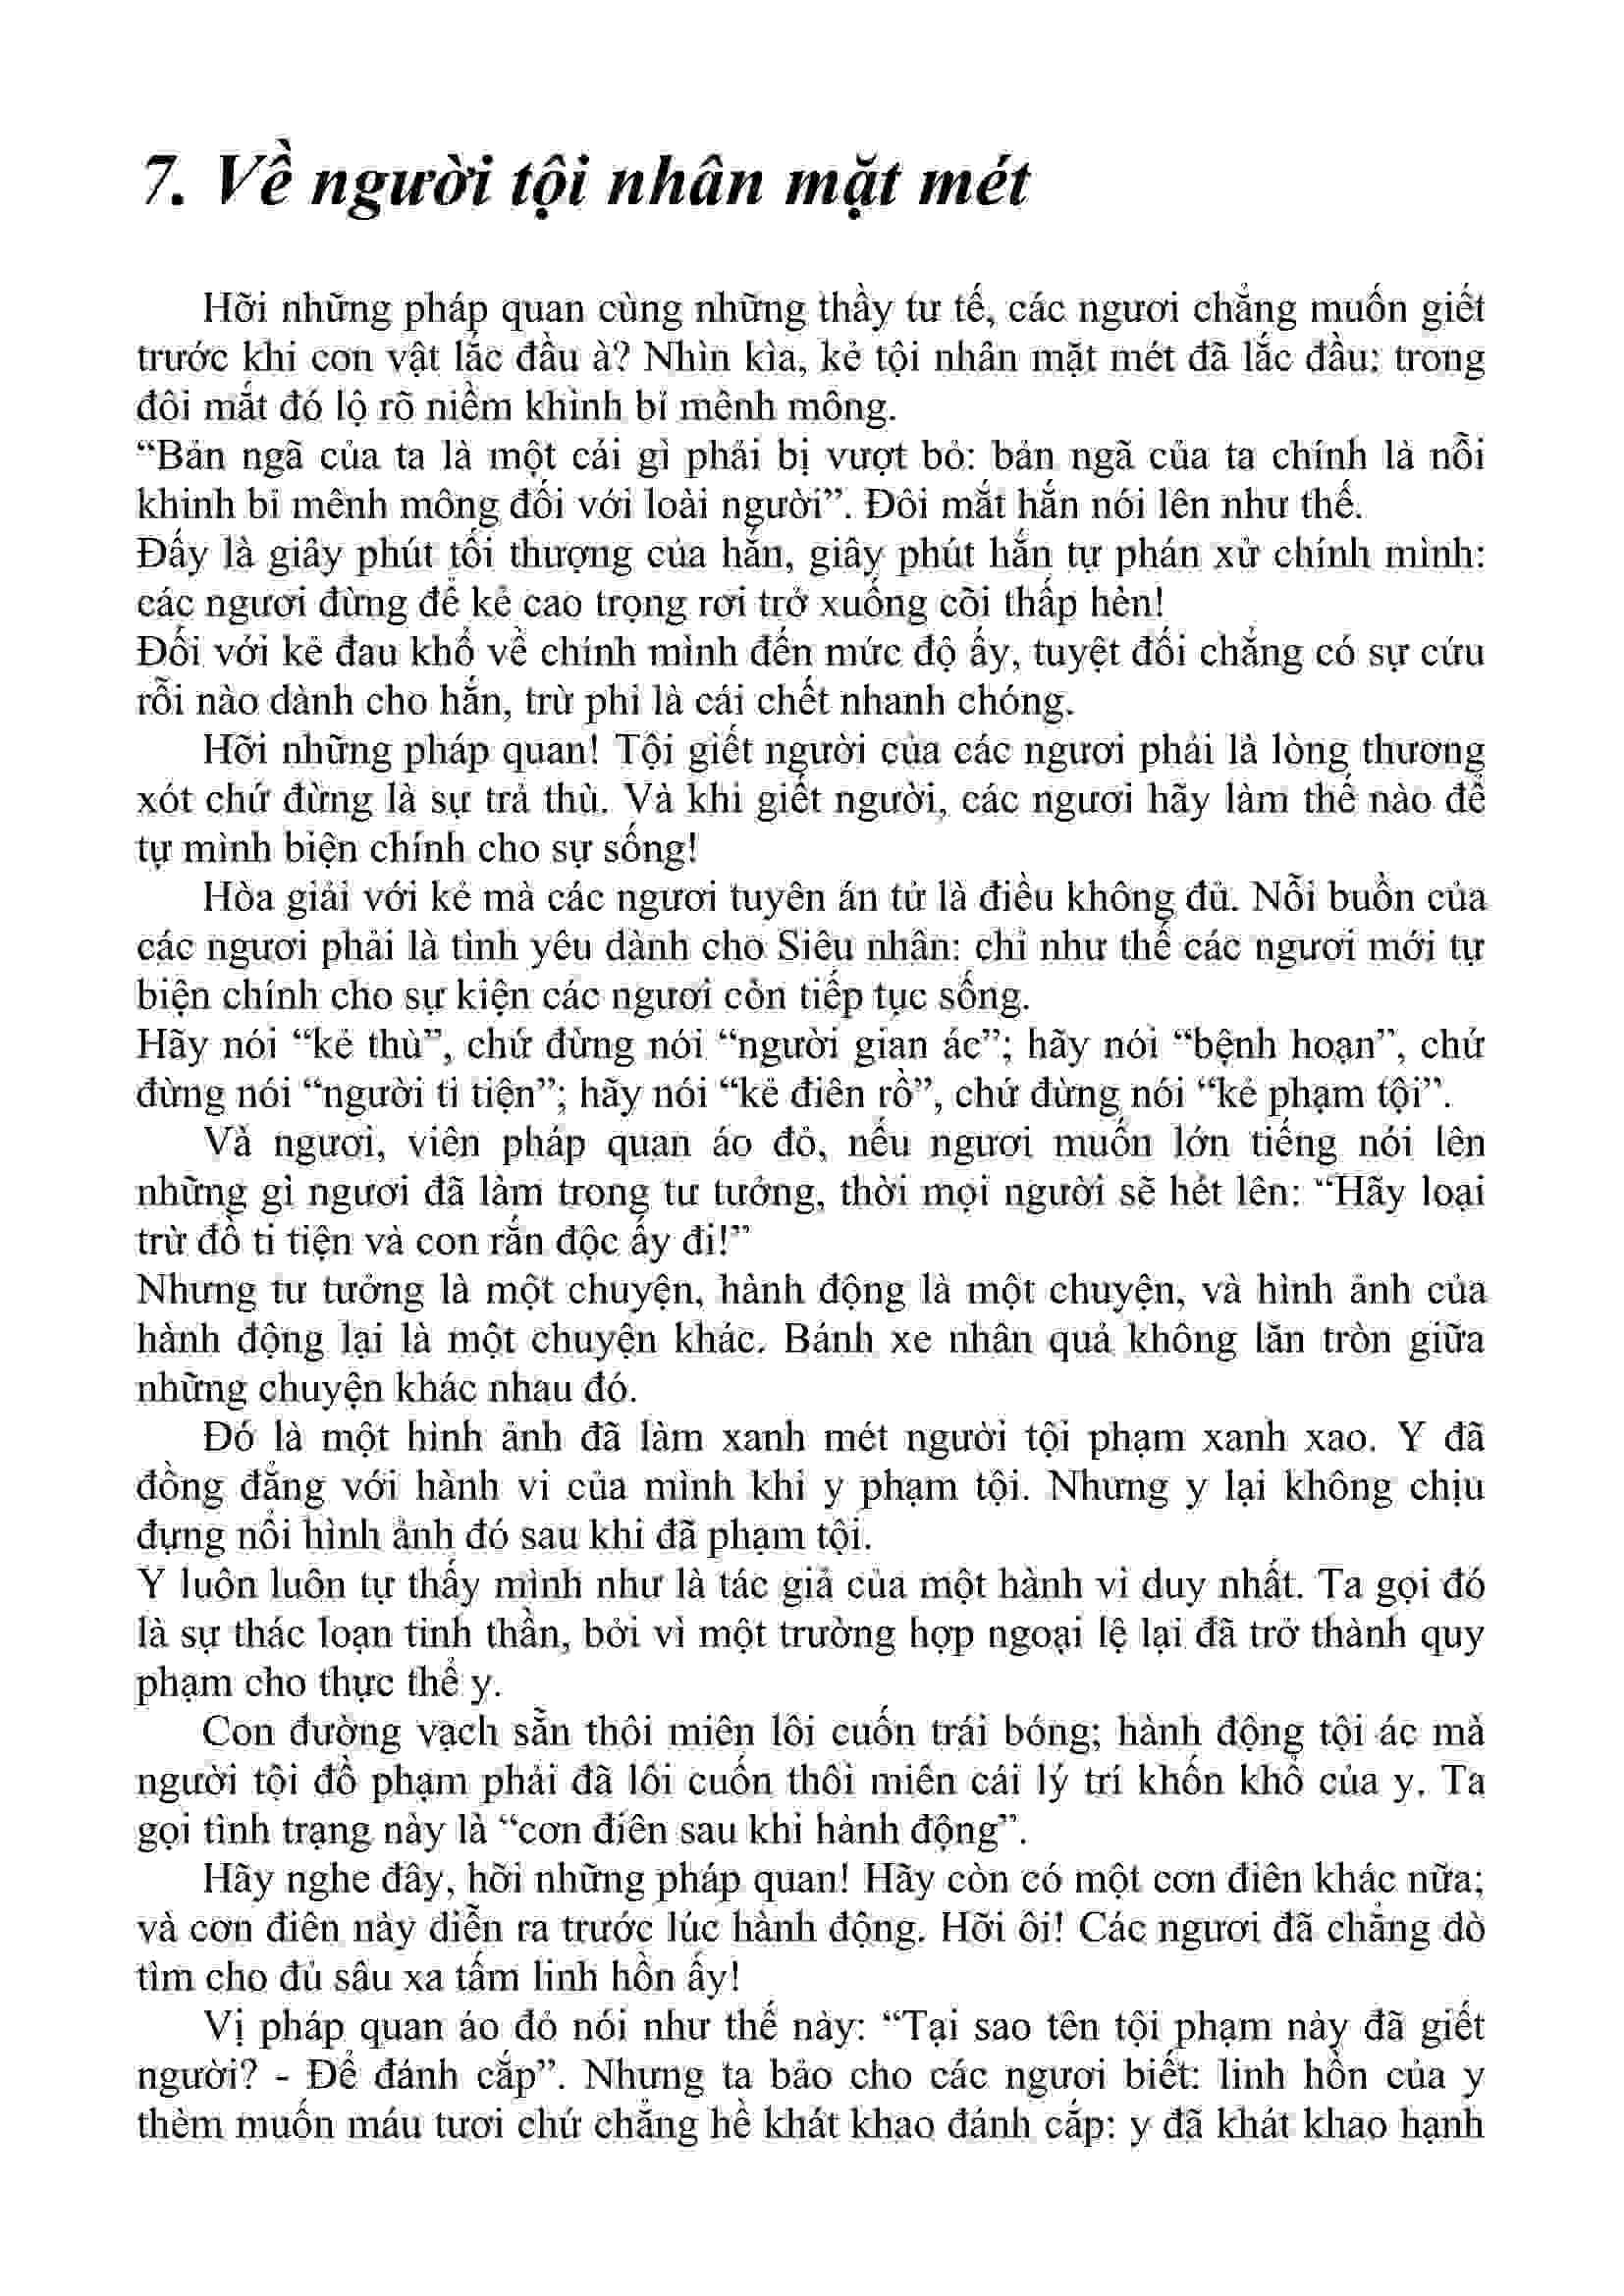 7. Về người tội nhân mặt mét
Hỡi những pháp quan cùng những thầy tư tế, các ngươi chẳng muốn giết
trước khi con vật lắc đầu à? Nhìn kìa, kẻ tội nhân mặt mét đã lắc đầu: trong
đôi mắt đó lộ rõ niềm khinh bỉ mênh mông.
“Bản ngã của ta là một cái gì phải bị vượt bỏ: bản ngã của ta chính là nỗi
khinh bỉ mênh mông đối với loài người”. Đôi mắt hắn nói lên như thế.
Đấy là giây phút tối thượng của hắn, giây phút hắn tự phán xử chính mình:
các ngươi đừng để kẻ cao trọng rơi trở xuống cõi thấp hèn!
Đối với kẻ đau khổ về chính mình đến mức độ ấy, tuyệt đối chẳng có sự cứu
rỗi nào dành cho hắn, trừ phi là cái chết nhanh chóng.
Hỡi những pháp quan! Tội giết người của các ngươi phải là lòng thương
xót chứ đừng là sự trả thù. Và khi giết người, các ngươi hãy làm thế nào để
tự mình biện chính cho sự sống!
Hòa giải với kẻ mà các ngươi tuyên án tử là điều không đủ. Nỗi buồn của
các ngươi phải là tình yêu dành cho Siêu nhân: chỉ như thế các ngươi mới tự
biện chính cho sự kiện các ngươi còn tiếp tục sống.
Hãy nói “kẻ thù”, chứ đừng nói “người gian ác”; hãy nói “bệnh hoạn”, chứ
đừng nói “người ti tiện”; hãy nói “kẻ điên rồ”, chứ đừng nói “kẻ phạm tội”.
Và ngươi, viên pháp quan áo đỏ, nếu ngươi muốn lớn tiếng nói lên
những gì ngươi đã làm trong tư tưởng, thời mọi người sẽ hét lên: “Hãy loại
trừ đồ ti tiện và con rắn độc ấy đi!”
Nhưng tư tưởng là một chuyện, hành động là một chuyện, và hình ảnh của
hành động lại là một chuyện khác. Bánh xe nhân quả không lăn tròn giữa
những chuyện khác nhau đó.
Đó là một hình ảnh đã làm xanh mét người tội phạm xanh xao. Y đã
đồng đẳng với hành vi của mình khi y phạm tội. Nhưng y lại không chịu
đựng nổi hình ảnh đó sau khi đã phạm tội.
Y luôn luôn tự thấy mình như là tác giả của một hành vi duy nhất. Ta gọi đó
là sự thác loạn tinh thần, bởi vì một trường hợp ngoại lệ lại đã trở thành quy
phạm cho thực thể y.
Con đường vạch sẵn thôi miên lôi cuốn trái bóng; hành động tội ác mà
người tội đồ phạm phải đã lôi cuốn thôi miên cái lý trí khốn khổ của y. Ta
gọi tình trạng này là “cơn điên sau khi hành động”.
Hãy nghe đây, hỡi những pháp quan! Hãy còn có một cơn điên khác nữa;
và cơn điên này diễn ra trước lúc hành động. Hỡi ôi! Các ngươi đã chẳng dò
tìm cho đủ sâu xa tấm linh hồn ấy!
Vị pháp quan áo đỏ nói như thế này: “Tại sao tên tội phạm này đã giết
người? - Để đánh cắp”. Nhưng ta bảo cho các ngươi biết: linh hồn của y
thèm muốn máu tươi chứ chẳng hề khát khao đánh cắp: y đã khát khao hạnh